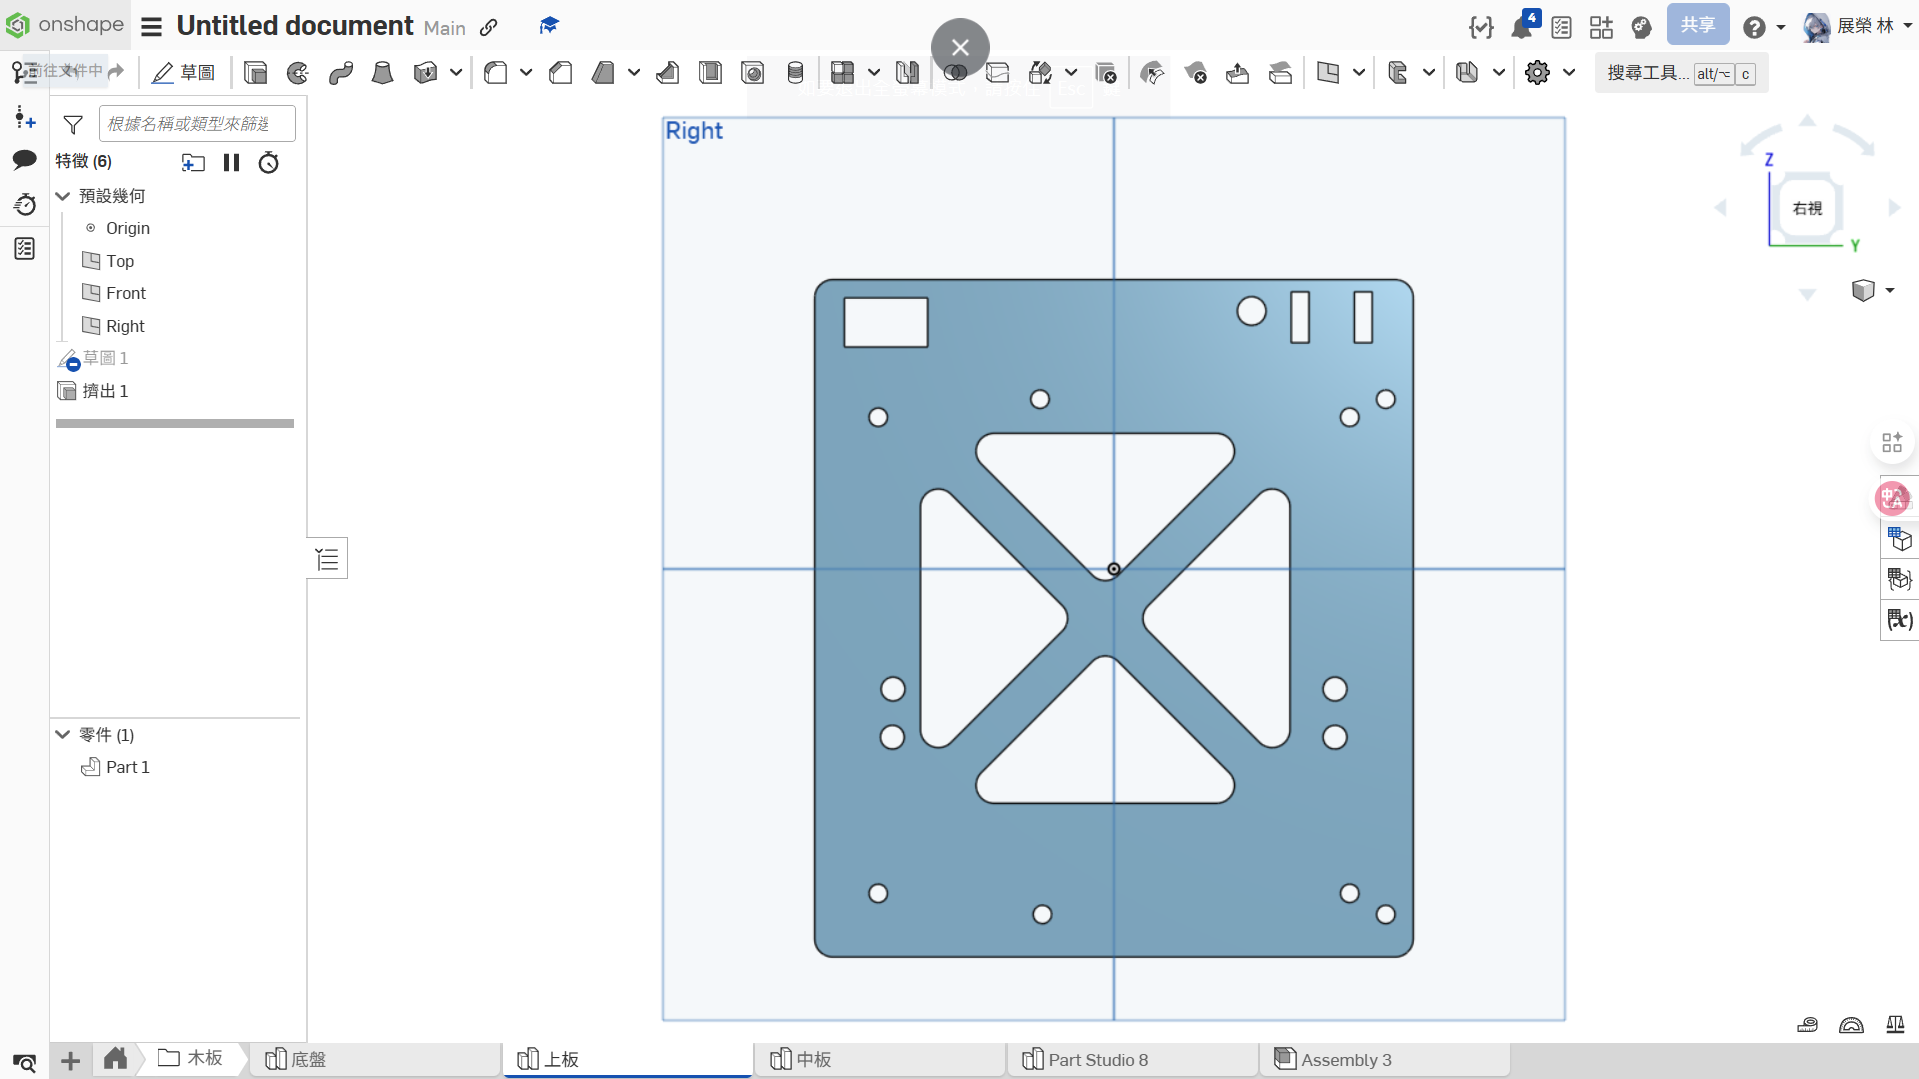 onshape
Untitled document Main
4
共享
展榮 林
前往文件中
草圖
搜尋工具... alt/⌥ c
根據名稱或類型來篩選
特徵 (6)
預設幾何
Origin
Top
Front
Right
草圖 1
擠出 1
零件 (1)
Part 1
Right
Z
右視
Y
木板
底盤
上板
中板
Part Studio 8
Assembly 3